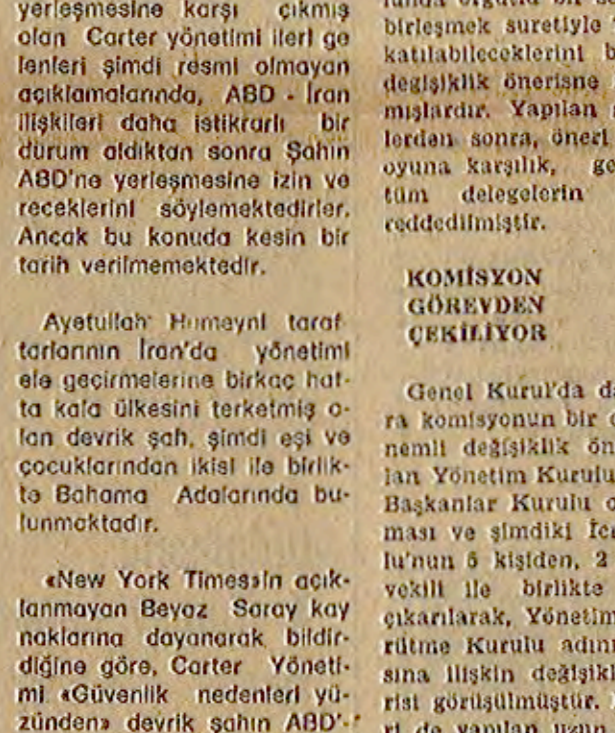 yerleşmesine karşı çıkmış
olan Carter yönetimi ileri ge
lenleri şimdi resmi olmayan
açıklamalarında, ABD - İran
ilişkileri daha istikrarlı bir
durum aldıktan sonra Şahın
ABD'ne yerleşmesine izin ve
receklerini söylemektedirler.
Ancak bu konuda kesin bir
tarih verilmemektedir.
Ayetullah Humeyni taraf
tarlarının İran'da yönetimi
ele geçirmelerine birkaç haf-
ta kala ülkesini terketmiş o-
lan devrik şah, şimdi eşi ve
çocuklarından ikisi ile birlik-
te Bahama Adalarında bu-
lunmaktadır.
«New York Times»in açık-
lanmayan Beyaz Saray kay
naklarına dayanarak bildir-
diğine göre, Carter Yöneti-
mi «Güvenlik nedenleri yü-
zünden» devrik şahın ABD'-
birleşmek suretiyle
katılabileceklerini b
değişiklik önerisne
mışlardır. Yapılan
lerden sonra, öneri
oyuna karşılık, ge
tüm delegelerin
reddedilmiştir.
KOMİSYON
GÖREVDEN
ÇEKİLİYOR
Genel Kurul'da da
ra komisyonun bir
nemli değişiklik ön
lan Yönetim Kurulu
Başkanlar Kurulu o
ması ve şimdiki İc
lu'nun 5 kişiden, 2
vekili ile birlikte
çıkarılarak, Yönetim
rütme Kurulu adın
sına ilişkin değişikl
risi görüşülmüştür.
ri de yapılan uzun